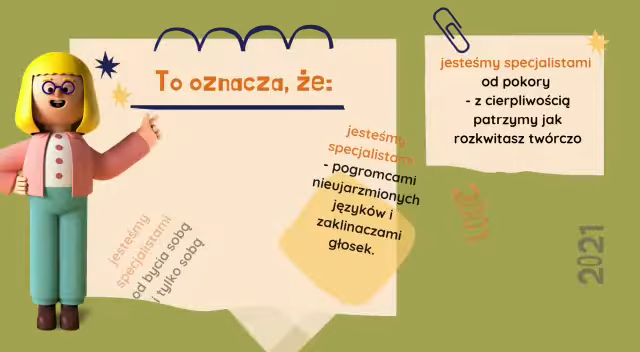 To oznacza, że:
jesteśmy specjalistami
od pokory
- z cierpliwością
patrzymy jak
rozkwitasz twórczo
jesteśmy
specjalistami
- pogromcami
nieujarzmionych
języków i
zaklinaczami
głosek.
jesteśmy
specjalistami
od bycia sobą
i tylko sobą
2021